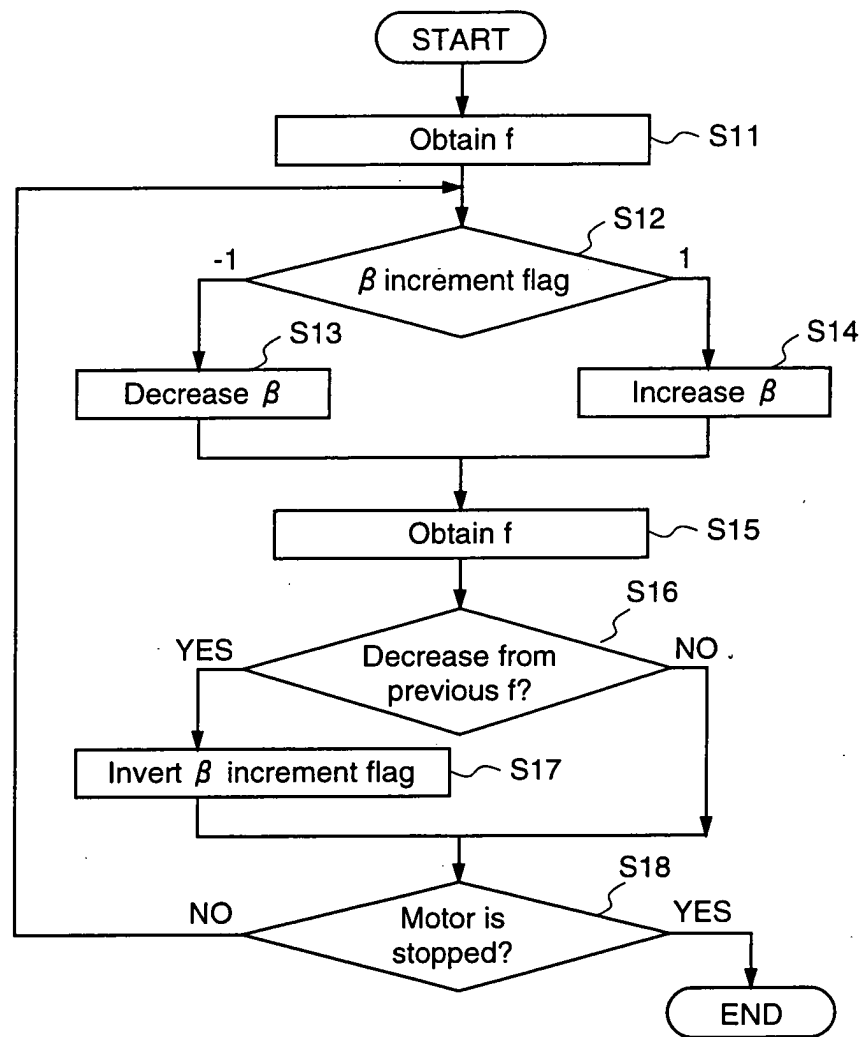 START
Obtain f
S11
S12
-1
β increment flag
1
S13
S14
Decrease β
Increase β
Obtain f
S15
S16
YES
Decrease from
previous f?
NO
Invert β increment flag
S17
S18
NO
Motor is
stopped?
YES
END